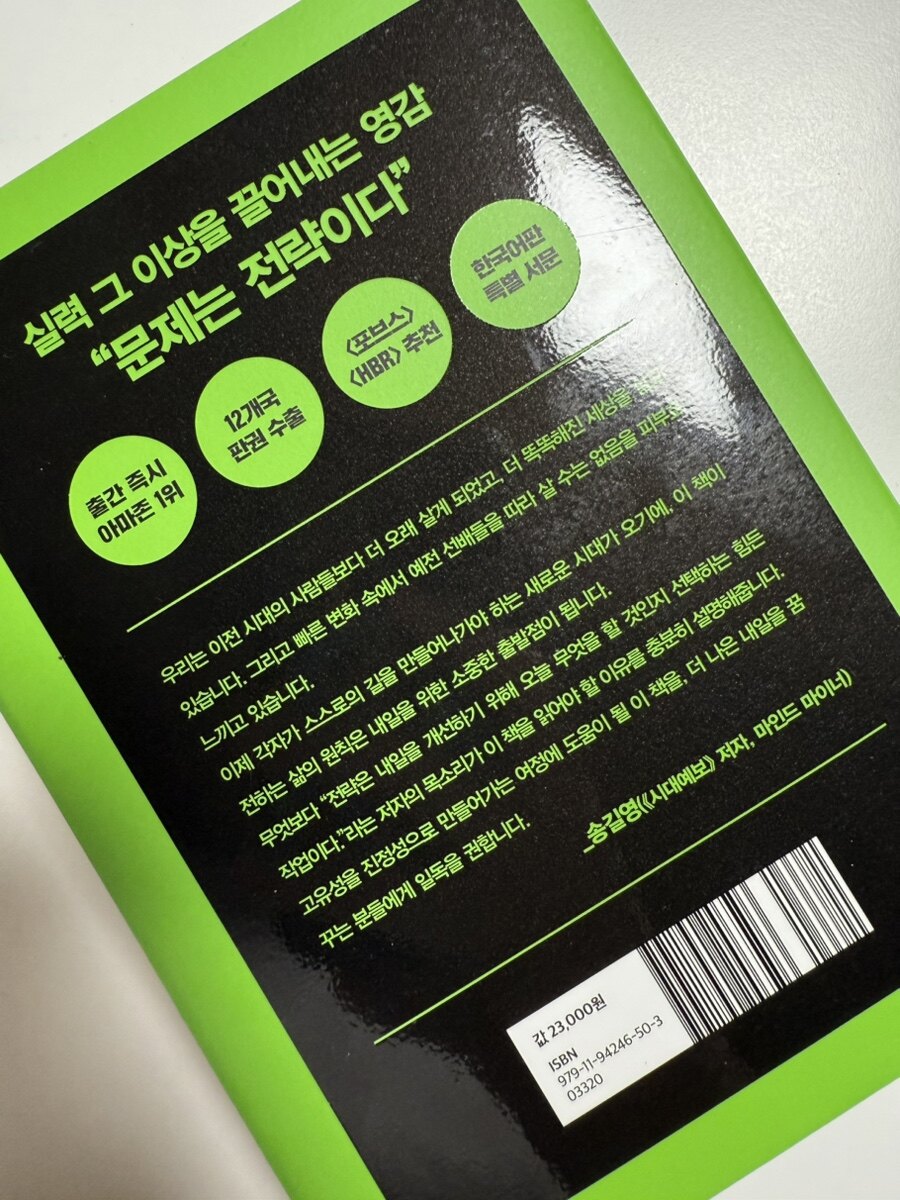 실력 그 이상을 끌어내는 영감
“문제는 전략이다”
출간 즉시
아마존 1위
12개국
판권 수출
〈포브스〉
〈HBR〉 추천
한국어판
특별 서문
우리는 이전 시대의 사람들보다 더 오래 살게 되었고, 더 똑똑해진 세상을
있습니다. 그리고 빠른 변화 속에서 예전 선배들을 따라 살 수는 없음을 피부로
느끼고 있습니다.
이제 각자가 스스로의 길을 만들어나가야 하는 새로운 시대가 오기에, 이 책이
전하는 삶의 원칙은 내일을 위한 소중한 출발점이 됩니다.
무엇보다 “전략은 내일을 개선하기 위해 오늘 무엇을 할 것인지 선택하는 힘든
작업이다.”라는 저자의 목소리가 이 책을 읽어야 할 이유를 충분히 설명해줍니다.
고유성을 진정성으로 만들어가는 여정에 도움이 될 이 책을, 더 나은 내일을 꿈
꾸는 분들에게 일독을 권합니다.
_송길영(《시대예보》 저자, 마인드 마이너)
값 23,000원
ISBN
979-11-94246-50-3
03320